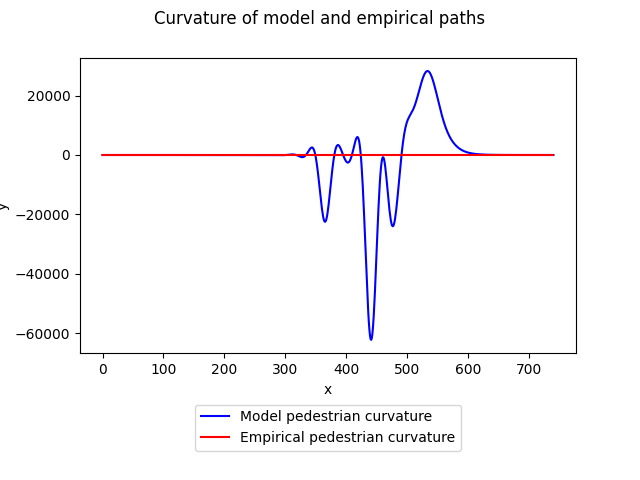 Curvature of model and empirical paths
20000
0
−20000
−40000
−60000
y
0 100 200 300 400 500 600 700
x
Model pedestrian curvature
Empirical pedestrian curvature